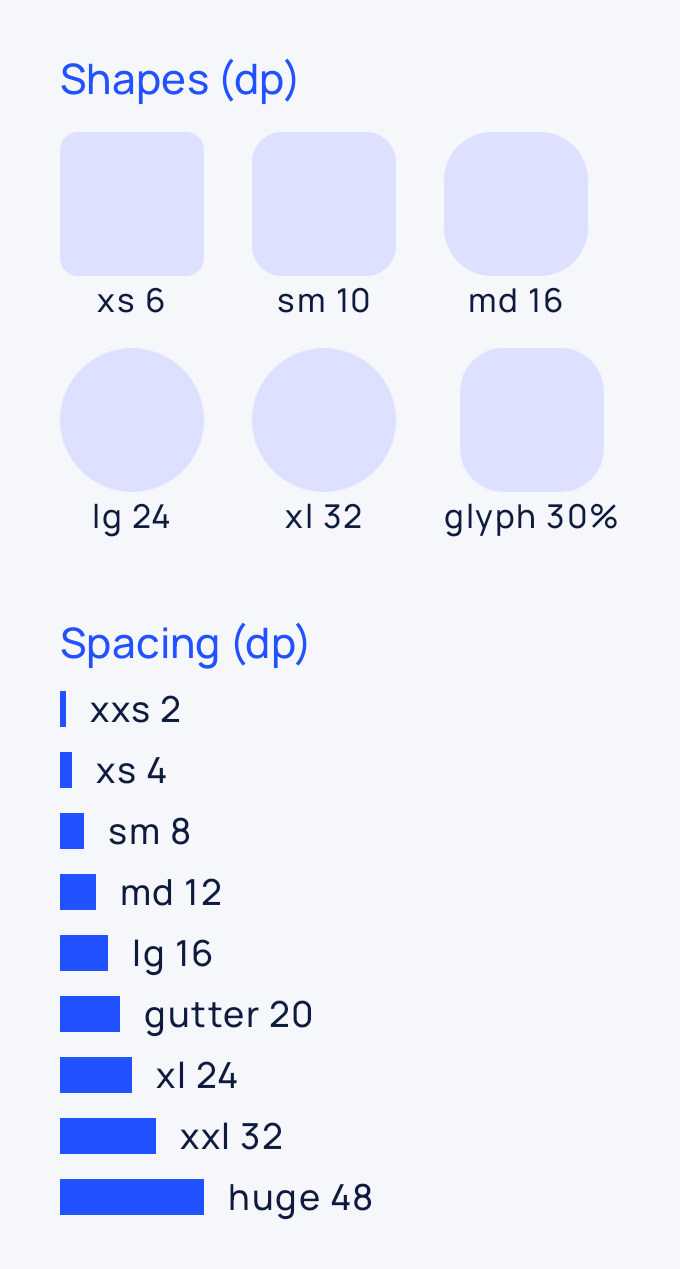 Shapes (dp)
xs 6
sm 10
md 16
lg 24
xl 32
glyph 30%
Spacing (dp)
xxs 2
xs 4
sm 8
md 12
lg 16
gutter 20
xl 24
xxl 32
huge 48